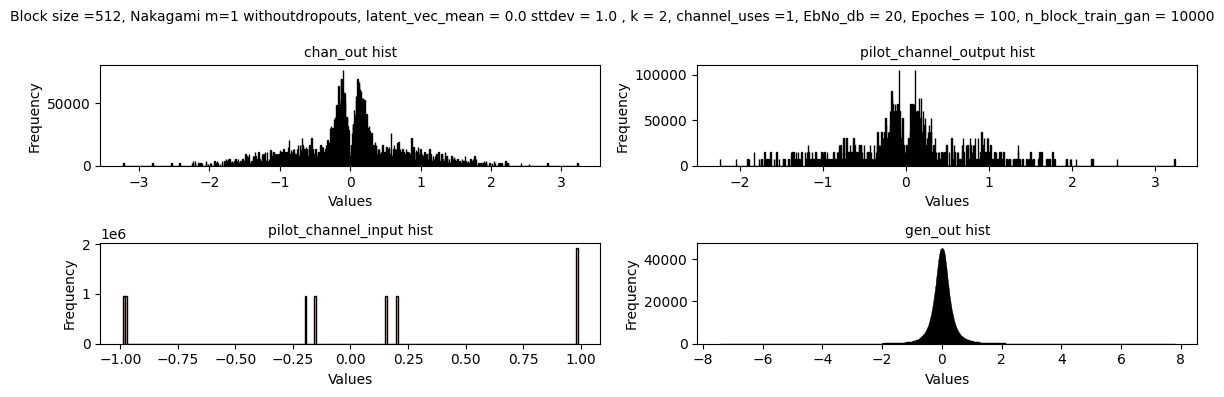 Block size =512, Nakagami m=1 withoutdropouts, latent_vec_mean = 0.0 sttdev = 1.0 , k = 2, channel_uses =1, EbNo_db = 20, Epoches = 100, n_block_train_gan = 10000
chan_out hist
Frequency
50000
0
−3 −2 −1 0 1 2 3
Values
pilot_channel_output hist
Frequency
100000
50000
0
−2 −1 0 1 2 3
Values
pilot_channel_input hist
1e6
Frequency
2
1
0
−1.00 −0.75 −0.50 −0.25 0.00 0.25 0.50 0.75 1.00
Values
gen_out hist
Frequency
40000
20000
0
−8 −6 −4 −2 0 2 4 6 8
Values